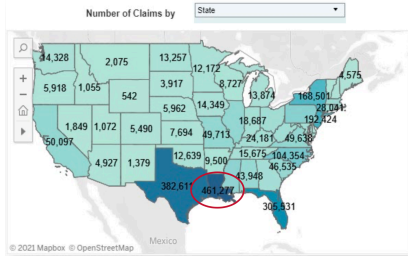 Number of Claims by State
14,328 2,075 13,257 12,172 4,575
5,918 1,055 542 3,917 8,727 13,874 168,501
28,041
5,962 14,349 18,687 192,424
1,849 1,072 5,490 7,694 49,713 24,181 49,638
50,097
12,639 15,675 104,354
4,927 1,379 9,500 46,535
382,611 461,277 43,948
305,531
Mexico
© 2021 Mapbox © OpenStreetMap